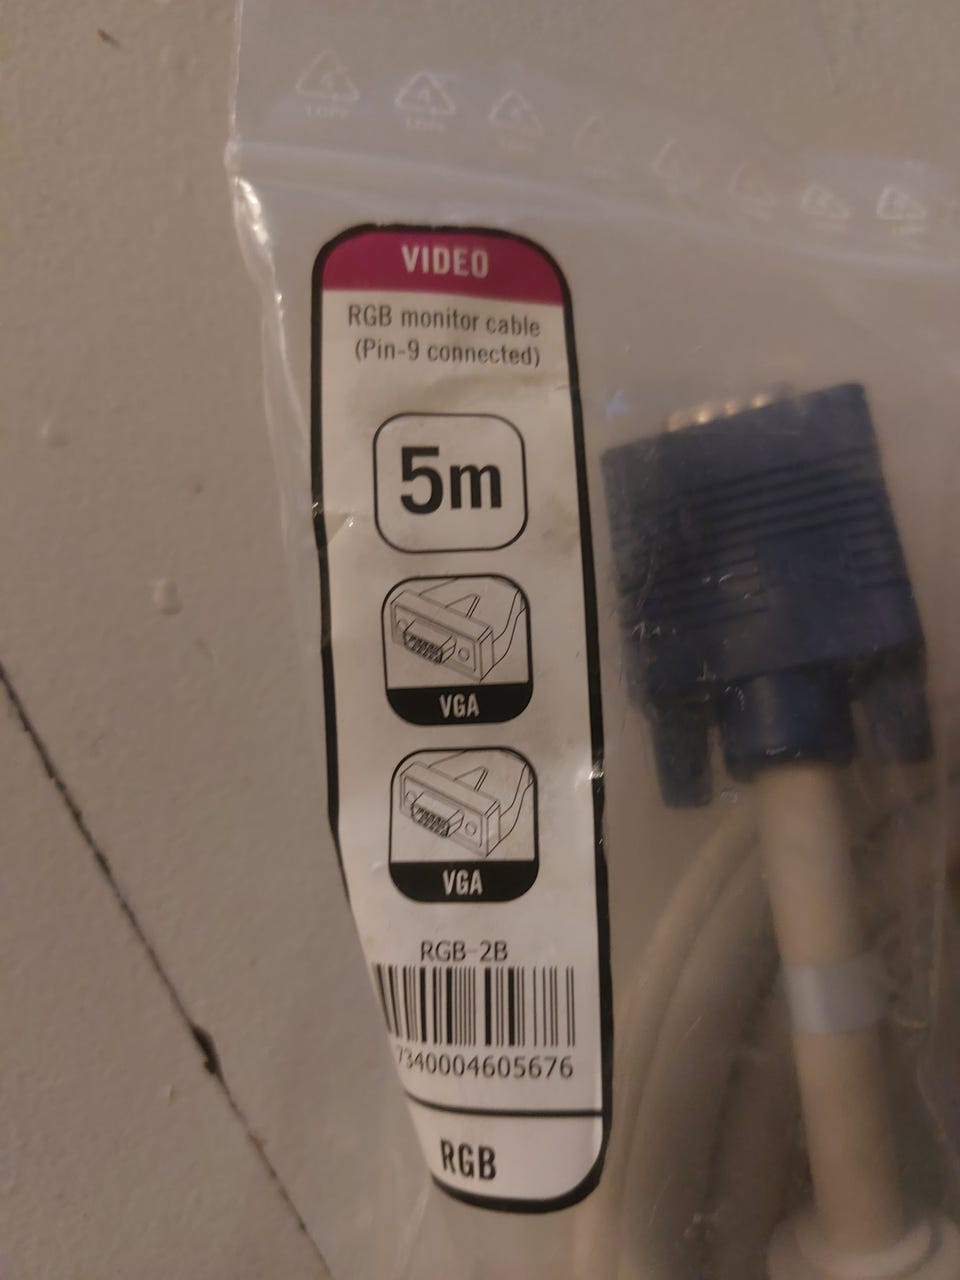 VIDEO
RGB monitor cable
(Pin-9 connected)
5m
VGA
VGA
RGB-2B
7340004605676
RGB